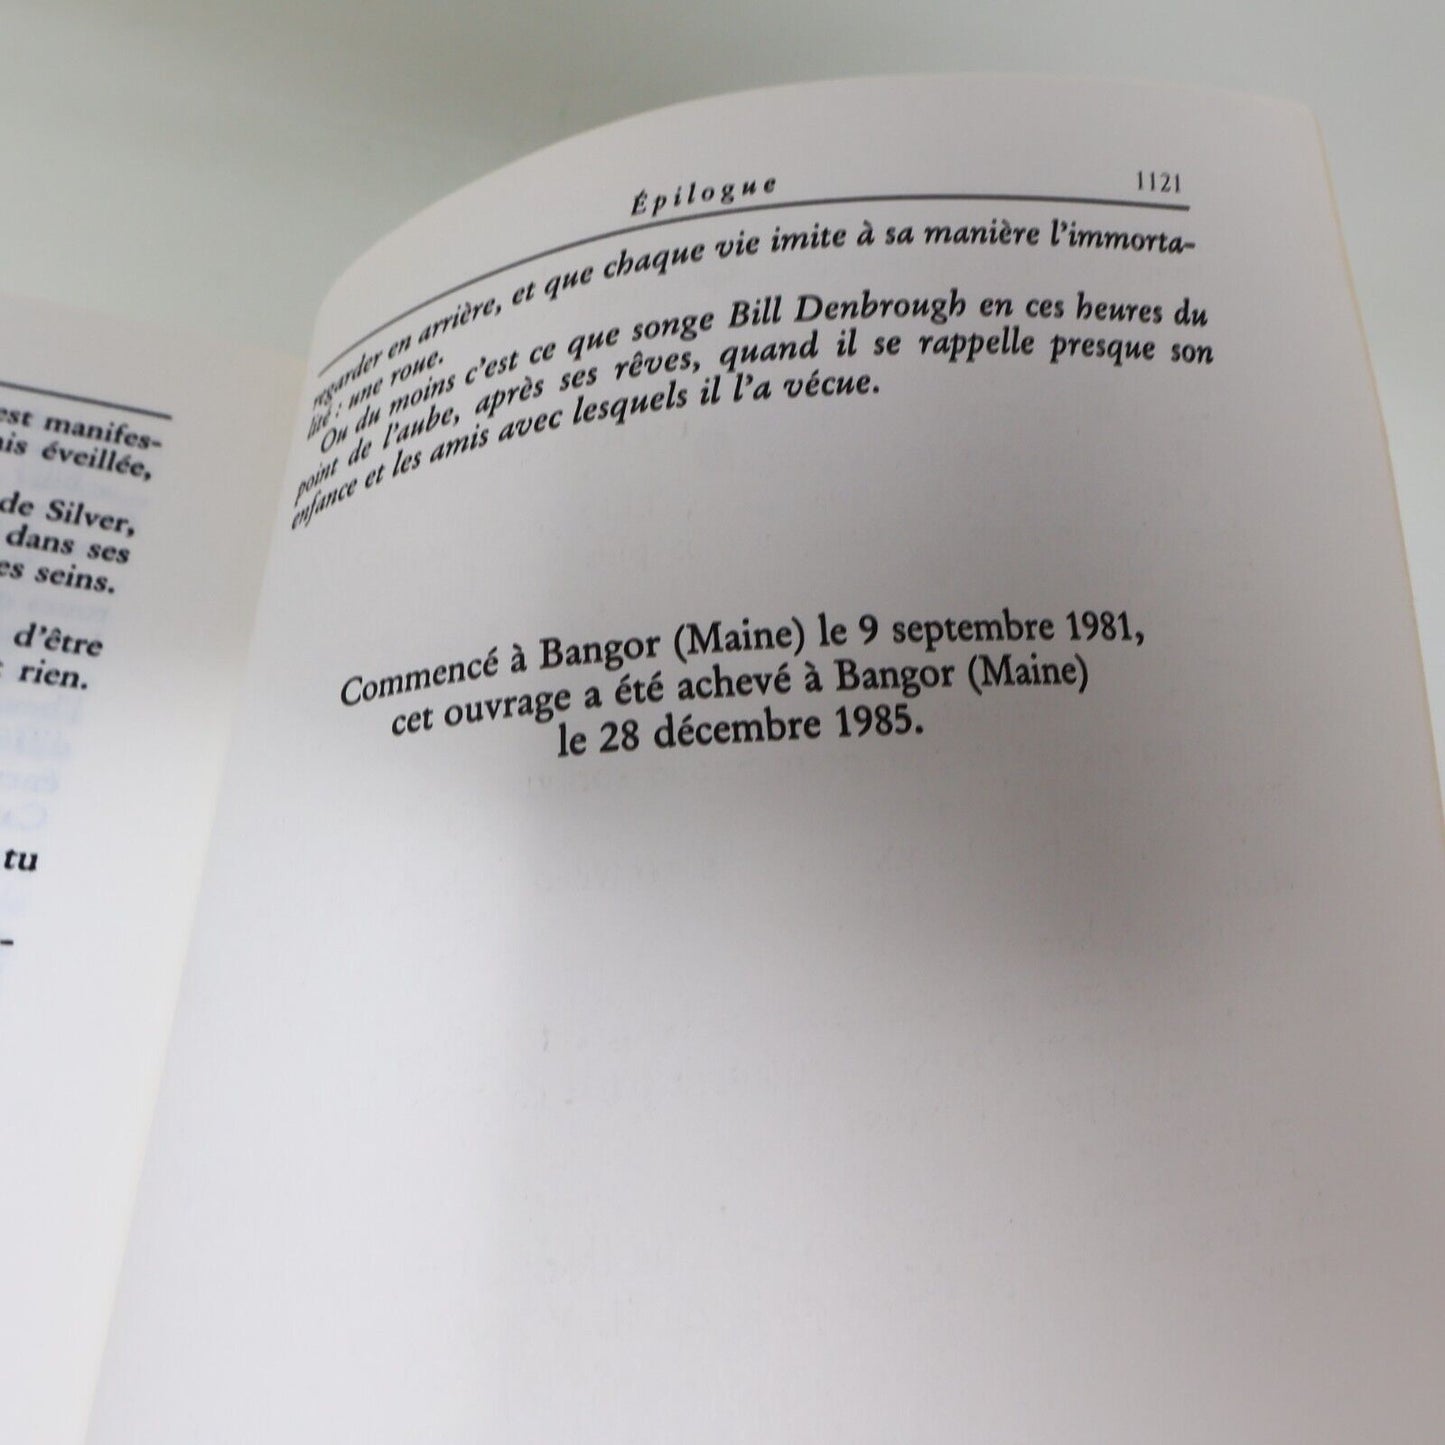 est manifes-
ais éveillée,
de Silver,
dans ses
es seins.
d'être
rien.
tu
-
Épilogue 1121
regarder en arrière, et que chaque vie imite à sa manière l'immorta-
lité : une roue.
Ou du moins c'est ce que songe Bill Denbrough en ces heures du
point de l'aube, après ses rêves, quand il se rappelle presque son
enfance et les amis avec lesquels il l'a vécue.
Commencé à Bangor (Maine) le 9 septembre 1981,
cet ouvrage a été achevé à Bangor (Maine)
le 28 décembre 1985.